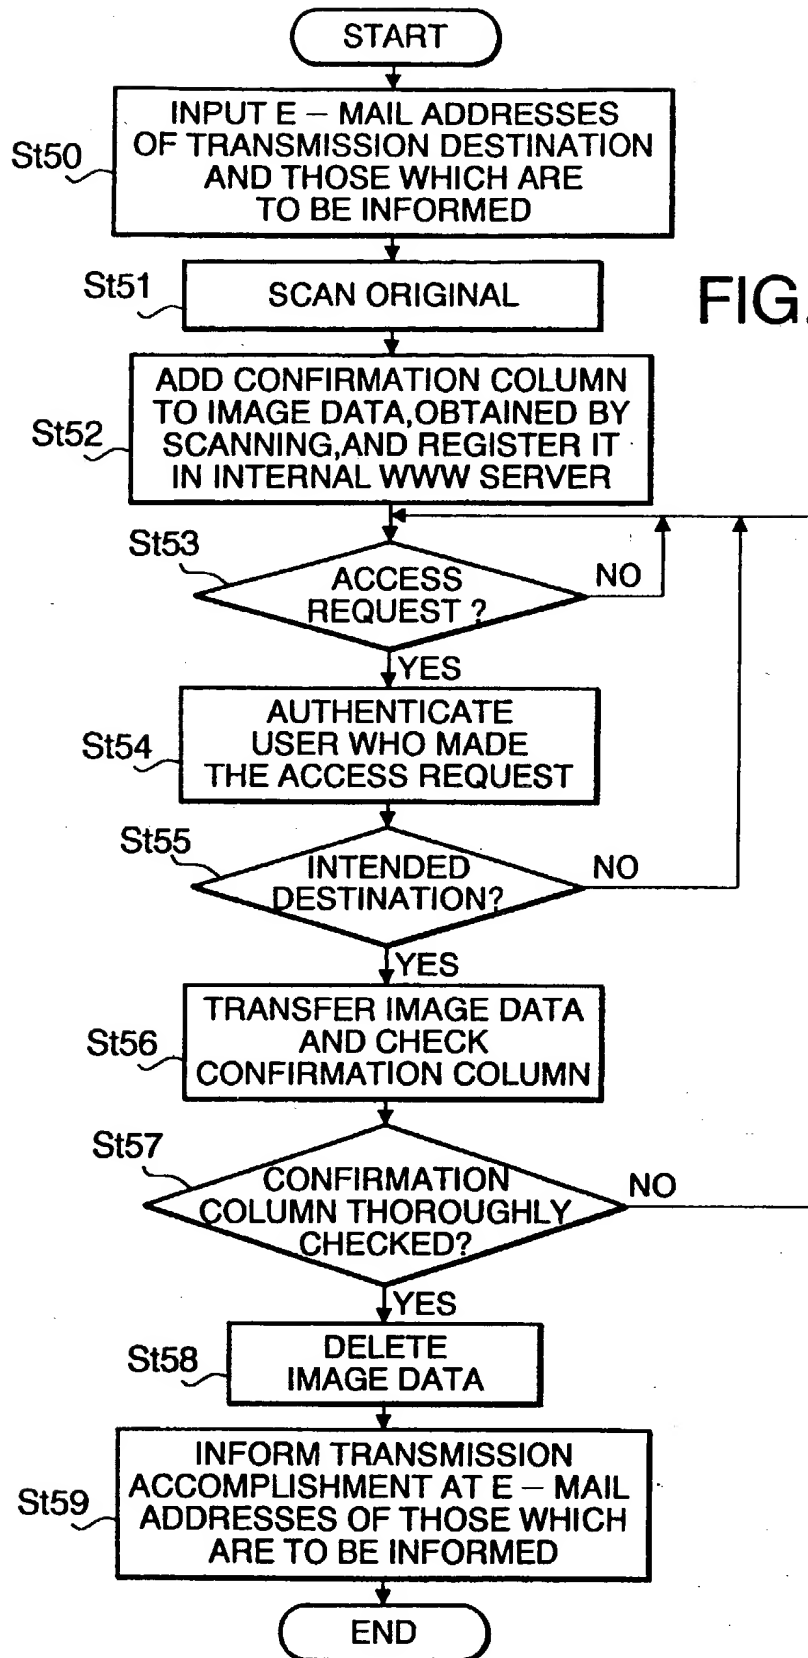 START
INPUT E – MAIL ADDRESSES
OF TRANSMISSION DESTINATION
AND THOSE WHICH ARE
TO BE INFORMED
St50
St51
SCAN ORIGINAL
FIG.
ADD CONFIRMATION COLUMN
TO IMAGE DATA,OBTAINED BY
SCANNING,AND REGISTER IT
IN INTERNAL WWW SERVER
St52
St53
ACCESS
REQUEST ?
NO
YES
AUTHENTICATE
USER WHO MADE
THE ACCESS REQUEST
St54
St55
INTENDED
DESTINATION?
NO
YES
TRANSFER IMAGE DATA
AND CHECK
CONFIRMATION COLUMN
St56
St57
CONFIRMATION
COLUMN THOROUGHLY
CHECKED?
NO
YES
DELETE
IMAGE DATA
St58
INFORM TRANSMISSION
ACCOMPLISHMENT AT E – MAIL
ADDRESSES OF THOSE WHICH
ARE TO BE INFORMED
St59
END